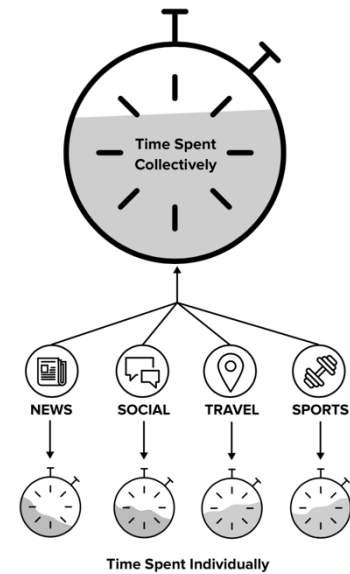 Time Spent
Collectively
NEWS SOCIAL TRAVEL SPORTS
Time Spent Individually